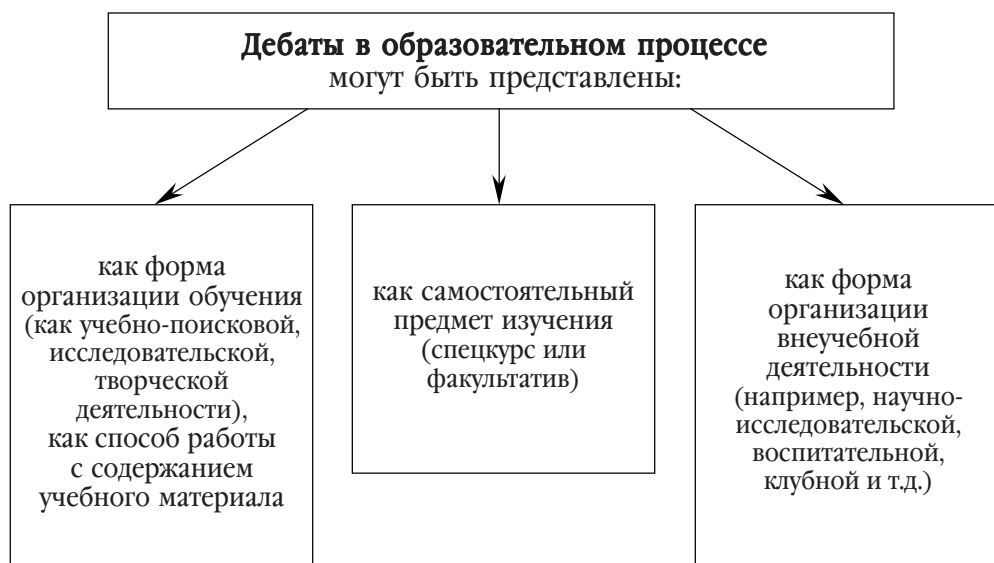 Дебаты в образовательном процессе
могут быть представлены:
как форма
организации обучения
(как учебно-поисковой,
исследовательской,
творческой
деятельности),
как способ работы
с содержанием
учебного материала
как самостоятельный
предмет изучения
(спецкурс или
факультатив)
как форма
организации
внеучебной
деятельности
(например, научно-
исследовательской,
воспитательной,
клубной и т.д.)